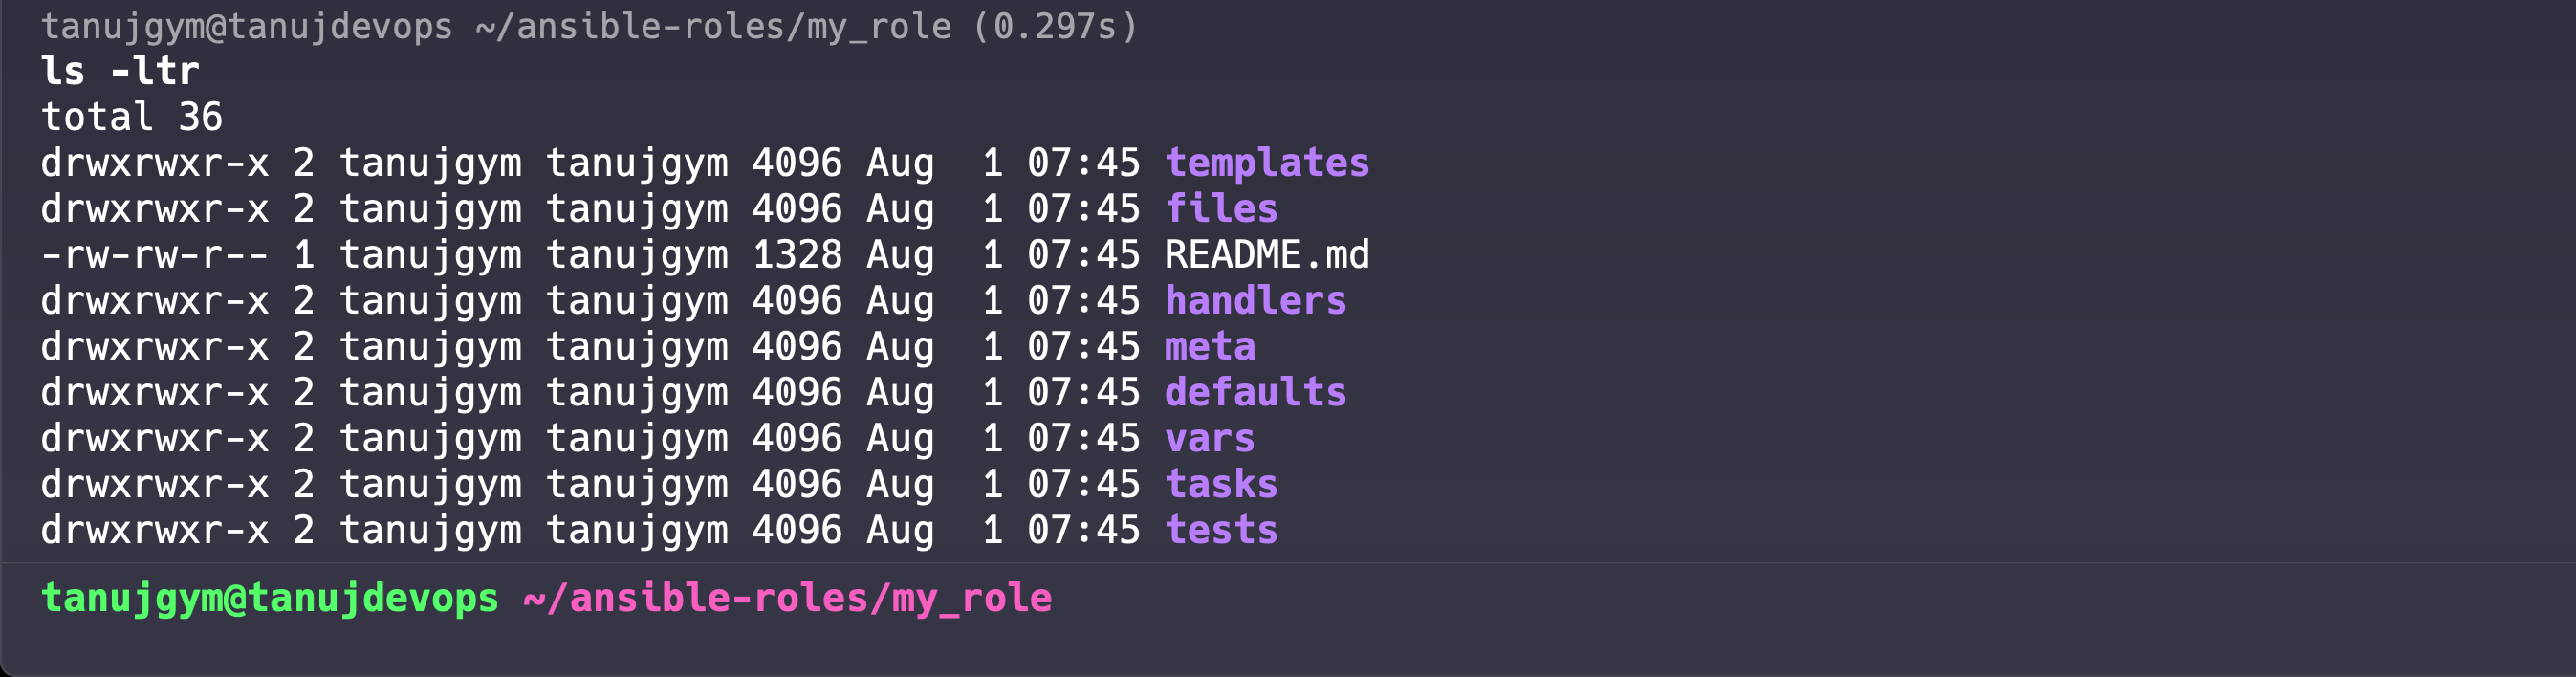 tanujgym@tanujdevops ~/ansible-roles/my_role (0.297s)
ls -ltr
total 36
drwxrwxr-x 2 tanujgym tanujgym 4096 Aug  1 07:45 templates
drwxrwxr-x 2 tanujgym tanujgym 4096 Aug  1 07:45 files
-rw-rw-r-- 1 tanujgym tanujgym 1328 Aug  1 07:45 README.md
drwxrwxr-x 2 tanujgym tanujgym 4096 Aug  1 07:45 handlers
drwxrwxr-x 2 tanujgym tanujgym 4096 Aug  1 07:45 meta
drwxrwxr-x 2 tanujgym tanujgym 4096 Aug  1 07:45 defaults
drwxrwxr-x 2 tanujgym tanujgym 4096 Aug  1 07:45 vars
drwxrwxr-x 2 tanujgym tanujgym 4096 Aug  1 07:45 tasks
drwxrwxr-x 2 tanujgym tanujgym 4096 Aug  1 07:45 tests
tanujgym@tanujdevops ~/ansible-roles/my_role